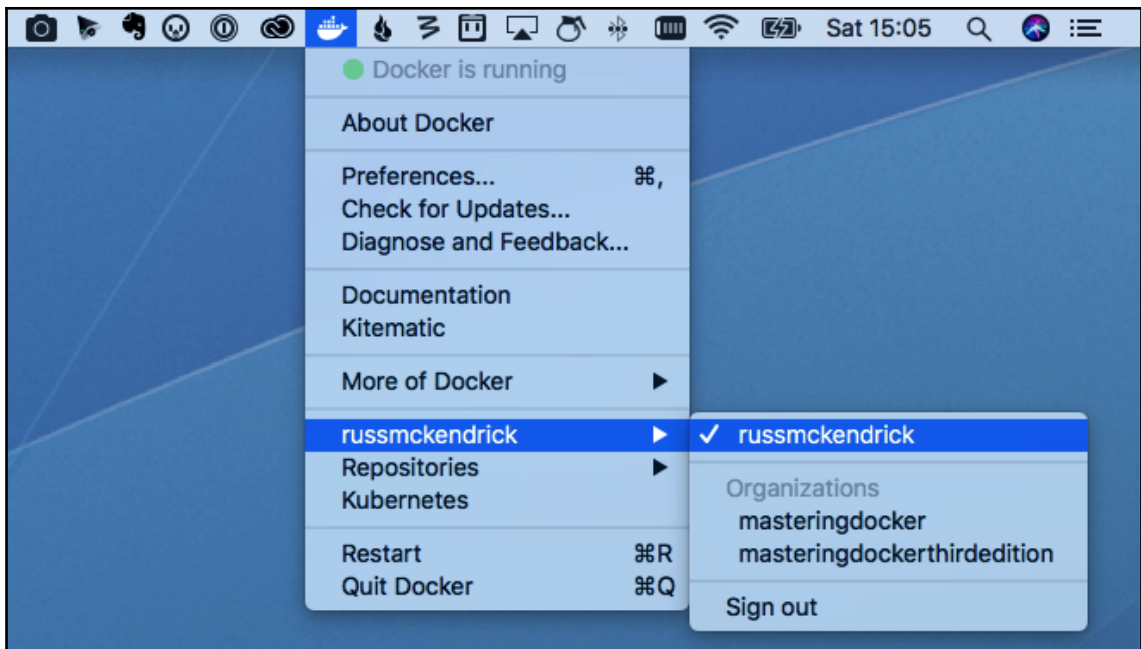 Sat 15:05
Docker is running
About Docker
Preferences... ⌘,
Check for Updates...
Diagnose and Feedback...
Documentation
Kitematic
More of Docker
russmckendrick
Repositories
Kubernetes
Restart ⌘R
Quit Docker ⌘Q
russmckendrick
Organizations
masteringdocker
masteringdockerthirdedition
Sign out